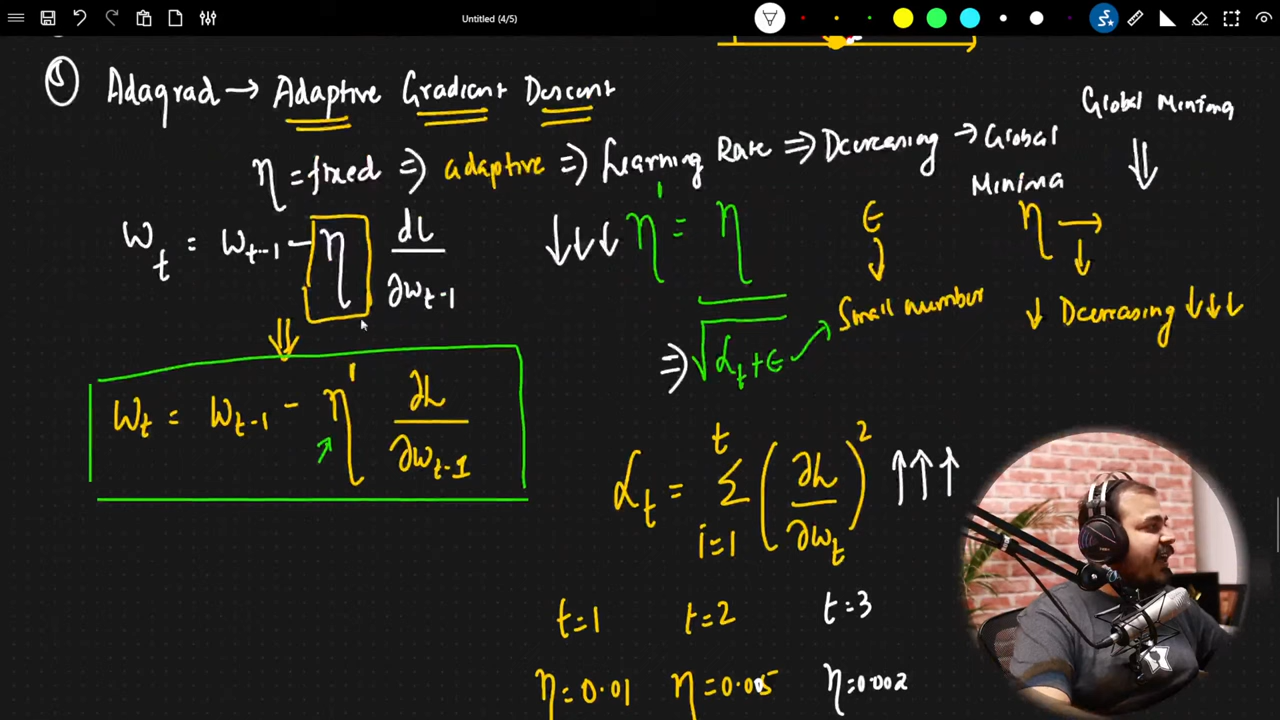 Untitled (4/5)
⑤ Adagrad → Adaptive Gradient Descent
Global Minima
⇓
η = fixed ⇒ adaptive ⇒ Learning Rate ⇒ Decreasing → Global Minima
w_t = w_{t-1} - η dL/∂w_{t-1}
↓↓↓ η' = η / √(α_t + ϵ)
ϵ
↓
Small number
η →
↓
↓ Decreasing ↓↓↓
⇓
⇒
w_t = w_{t-1} - η' ∂L/∂w_{t-1}
α_t = Σ_{i=1}^{t} (∂L/∂w_t)² ↑↑↑
t=1 t=2 t=3
η=0.01 η=0.005 η=0.002